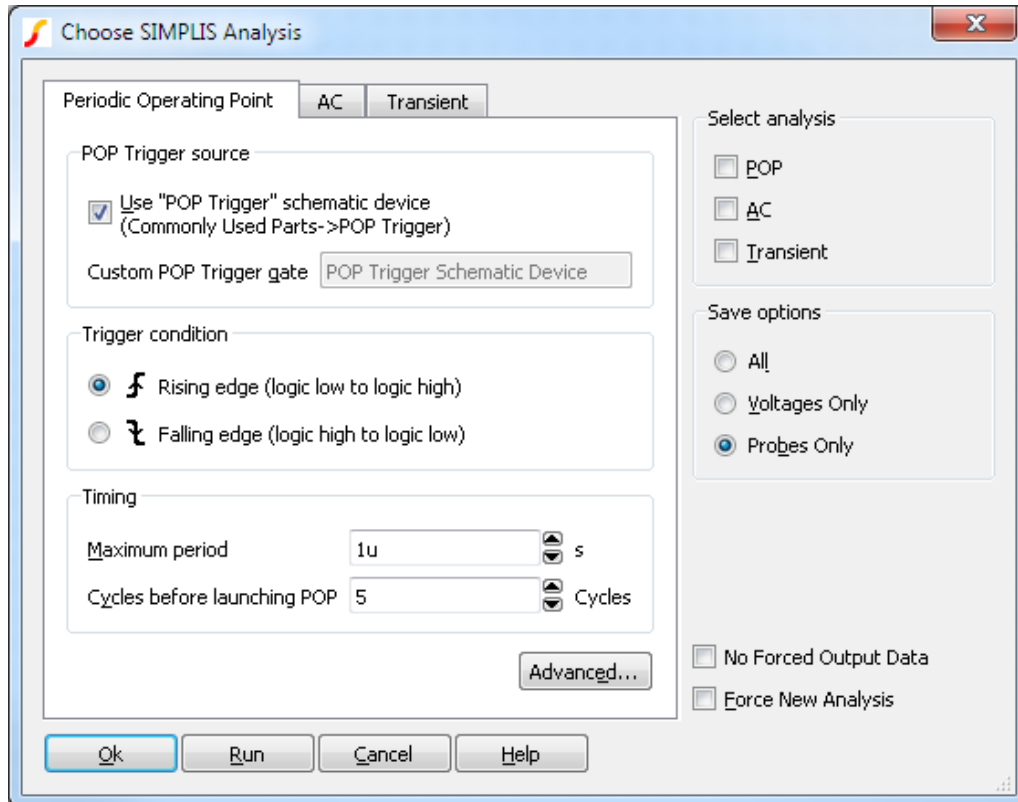 Choose SIMPLIS Analysis
Periodic Operating Point
AC
Transient
POP Trigger source
Use "POP Trigger" schematic device
(Commonly Used Parts->POP Trigger)
Custom POP Trigger gate
POP Trigger Schematic Device
Trigger condition
Rising edge (logic low to logic high)
Falling edge (logic high to logic low)
Timing
Maximum period
1u
s
Cycles before launching POP
5
Cycles
Advanced...
Select analysis
POP
AC
Transient
Save options
All
Voltages Only
Probes Only
No Forced Output Data
Force New Analysis
Ok
Run
Cancel
Help